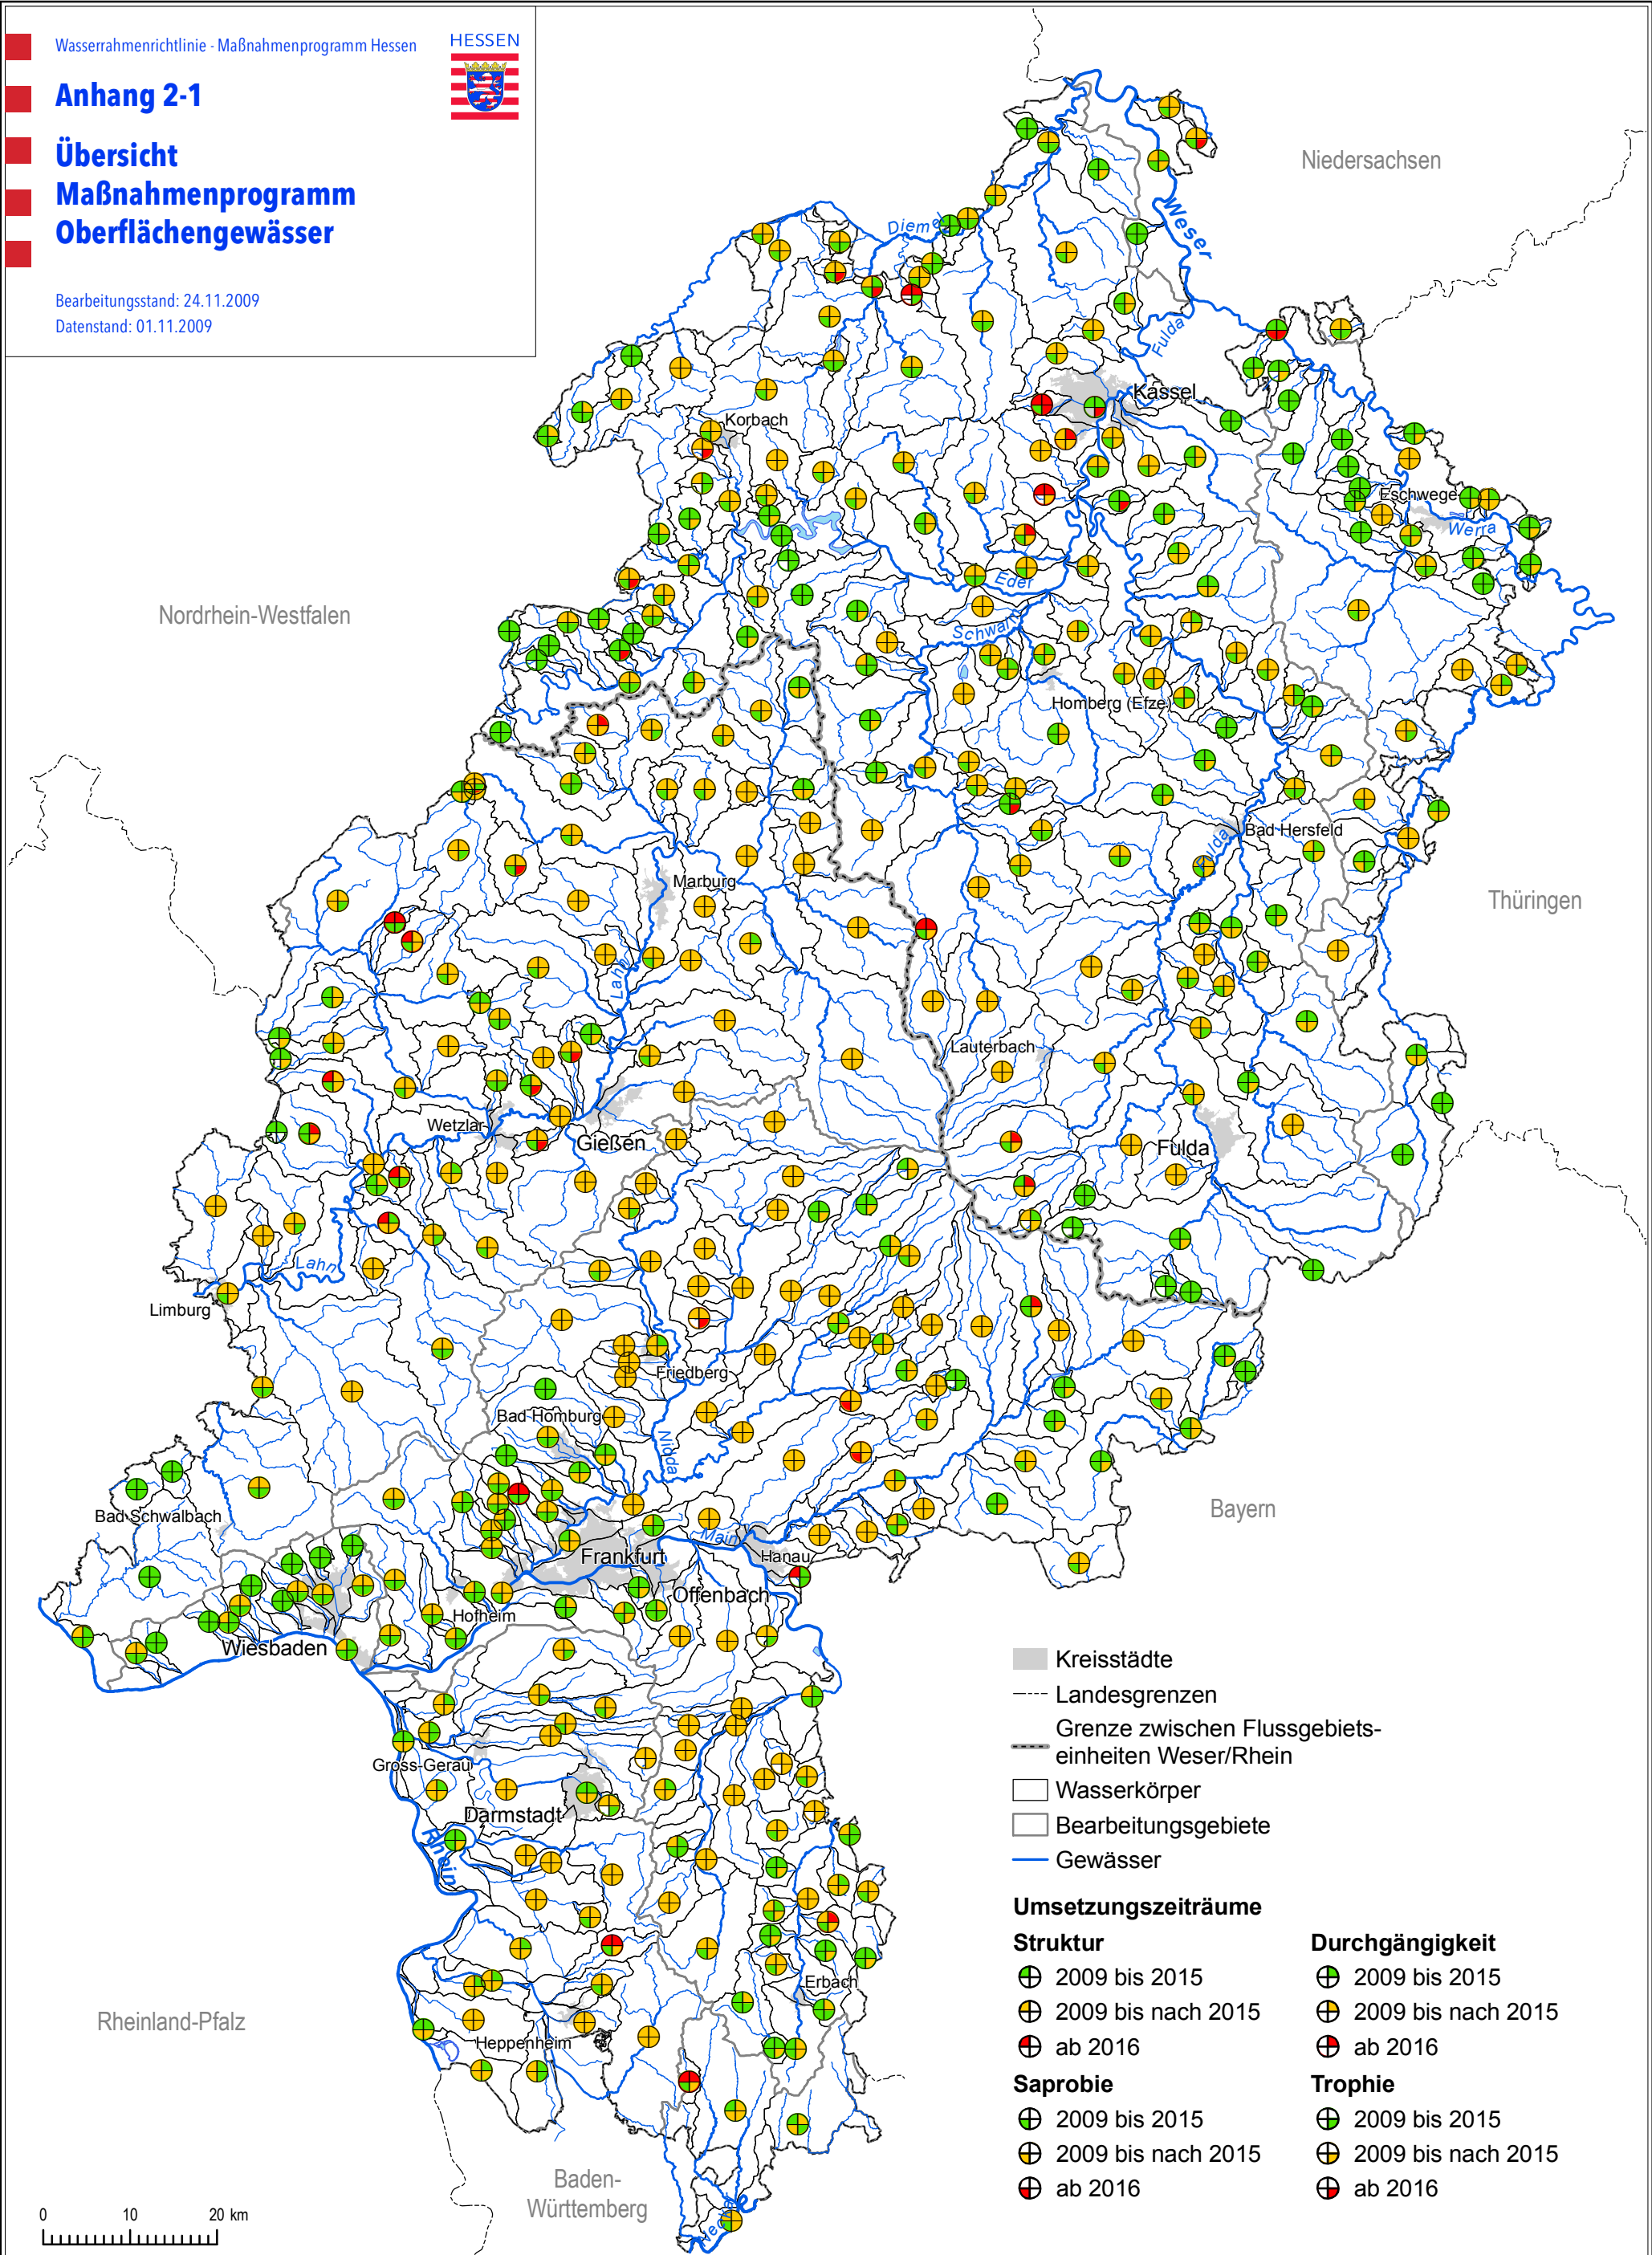 Wasserrahmenrichtlinie - Maßnahmenprogramm Hessen
HESSEN
Anhang 2-1
Übersicht
Maßnahmenprogramm
Oberflächengewässer
Bearbeitungsstand: 24.11.2009
Datenstand: 01.11.2009
Niedersachsen
Weser
Diemel
Fulda
Kassel
Korbach
Eschwege
Werra
Eder
Nordrhein-Westfalen
Schwalm
Homberg (Efze)
Bad Hersfeld
Fulda
Marburg
Thüringen
Lahn
Lauterbach
Wetzlar
Gießen
Fulda
Lahn
Limburg
Friedberg
Bad Homburg
Nidda
Bad Schwalbach
Bayern
Main
Frankfurt
Hanau
Offenbach
Hofheim
Wiesbaden
Gross-Gerau
Darmstadt
Rhein
Erbach
Rheinland-Pfalz
Heppenheim
Baden-
Württemberg
Neckar
0 10 20 km
Kreisstädte
Landesgrenzen
Grenze zwischen Flussgebiets-
einheiten Weser/Rhein
Wasserkörper
Bearbeitungsgebiete
Gewässer
Umsetzungszeiträume
Struktur
2009 bis 2015
2009 bis nach 2015
ab 2016
Saprobie
2009 bis 2015
2009 bis nach 2015
ab 2016
Durchgängigkeit
2009 bis 2015
2009 bis nach 2015
ab 2016
Trophie
2009 bis 2015
2009 bis nach 2015
ab 2016